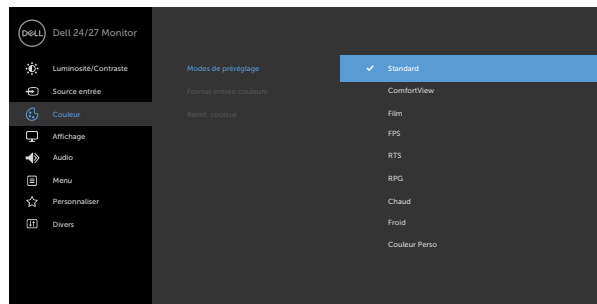 DELL Dell 24/27 Monitor
Luminosité/Contraste Modes de préréglage Standard
Source entrée Format entrée couleurs ComfortView
Couleur Réinit. couleur Film
Affichage FPS
Audio RTS
Menu RPG
Personnaliser Chaud
Divers Froid
Couleur Perso